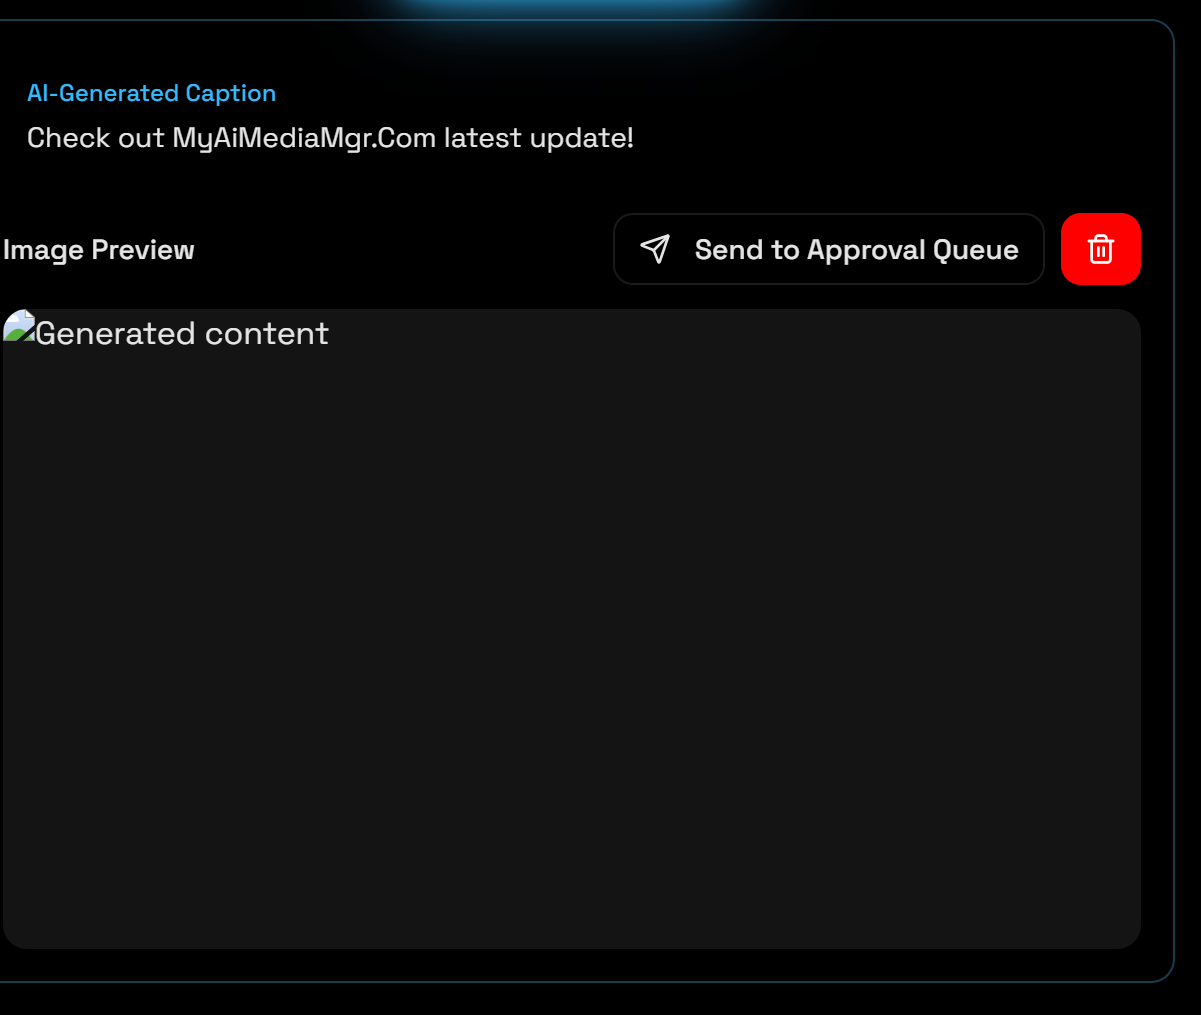 AI-Generated Caption
Check out MyAiMediaMgr.Com latest update!
Image Preview
Send to Approval Queue
Generated content